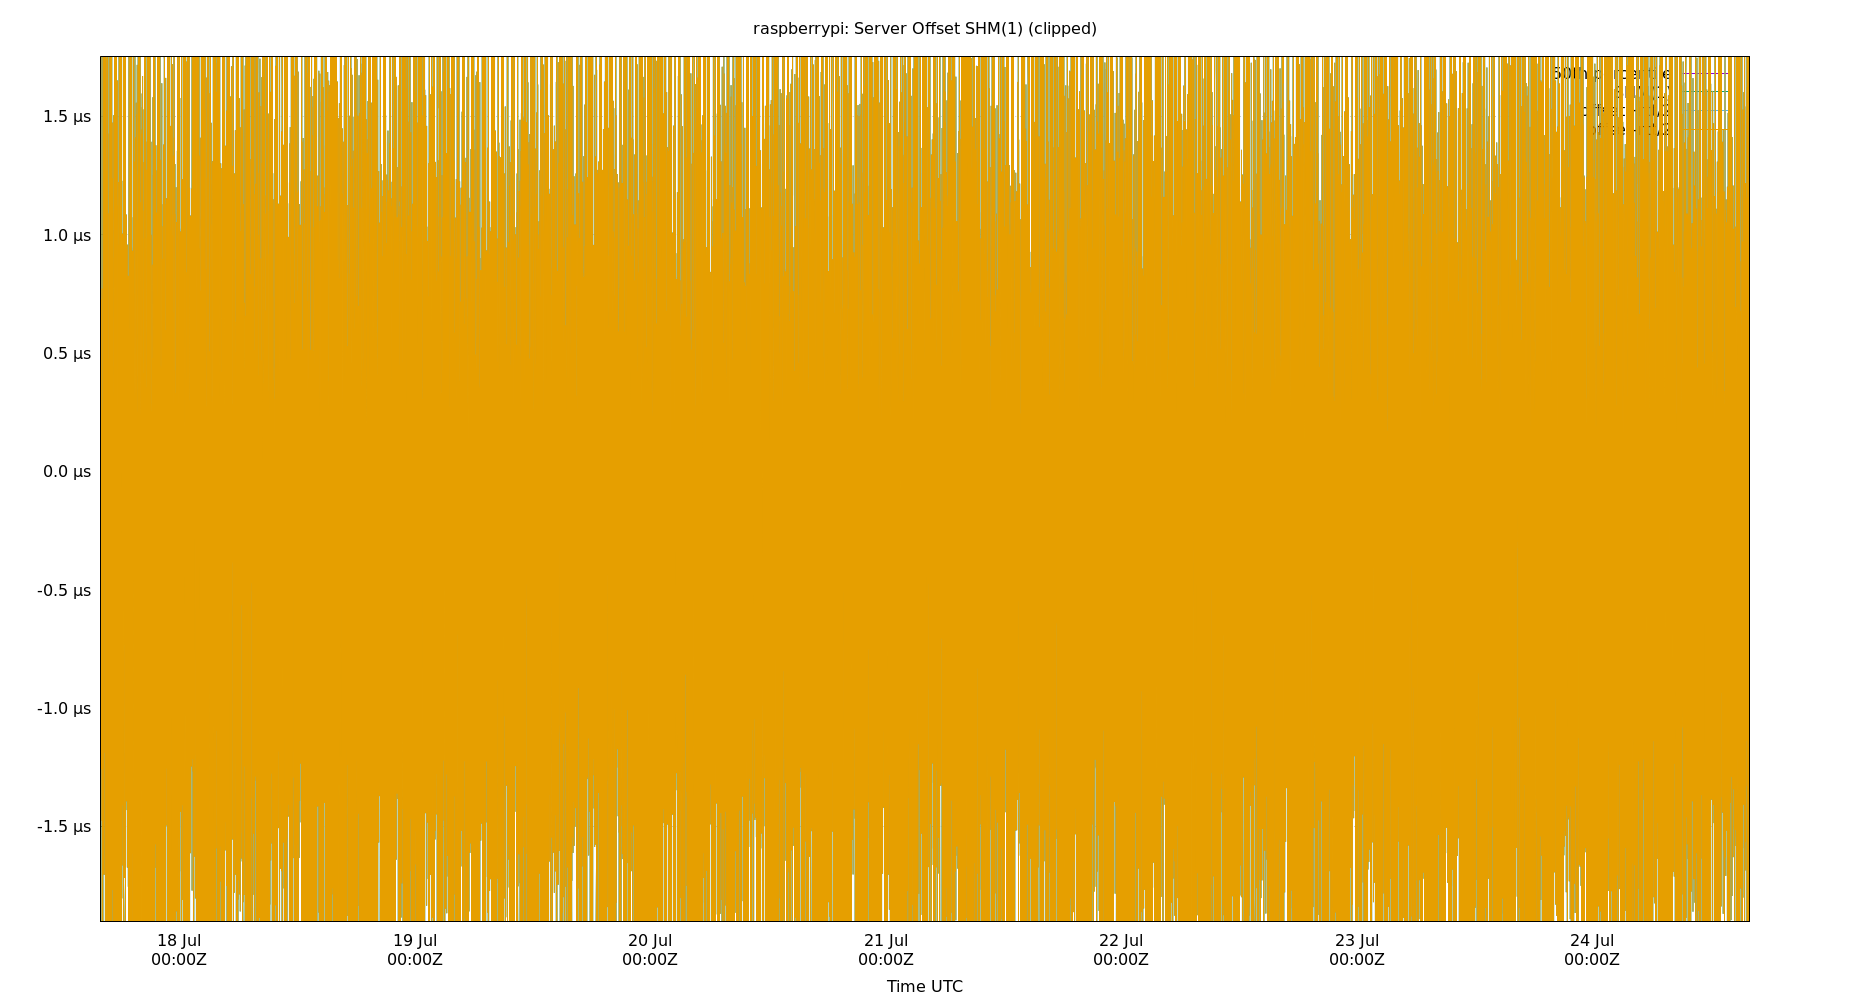 raspberrypi: Server Offset SHM(1) (clipped)
1.5 µs
1.0 µs
0.5 µs
0.0 µs
-0.5 µs
-1.0 µs
-1.5 µs
18 Jul
00:00Z
19 Jul
00:00Z
20 Jul
00:00Z
21 Jul
00:00Z
22 Jul
00:00Z
23 Jul
00:00Z
24 Jul
00:00Z
Time UTC